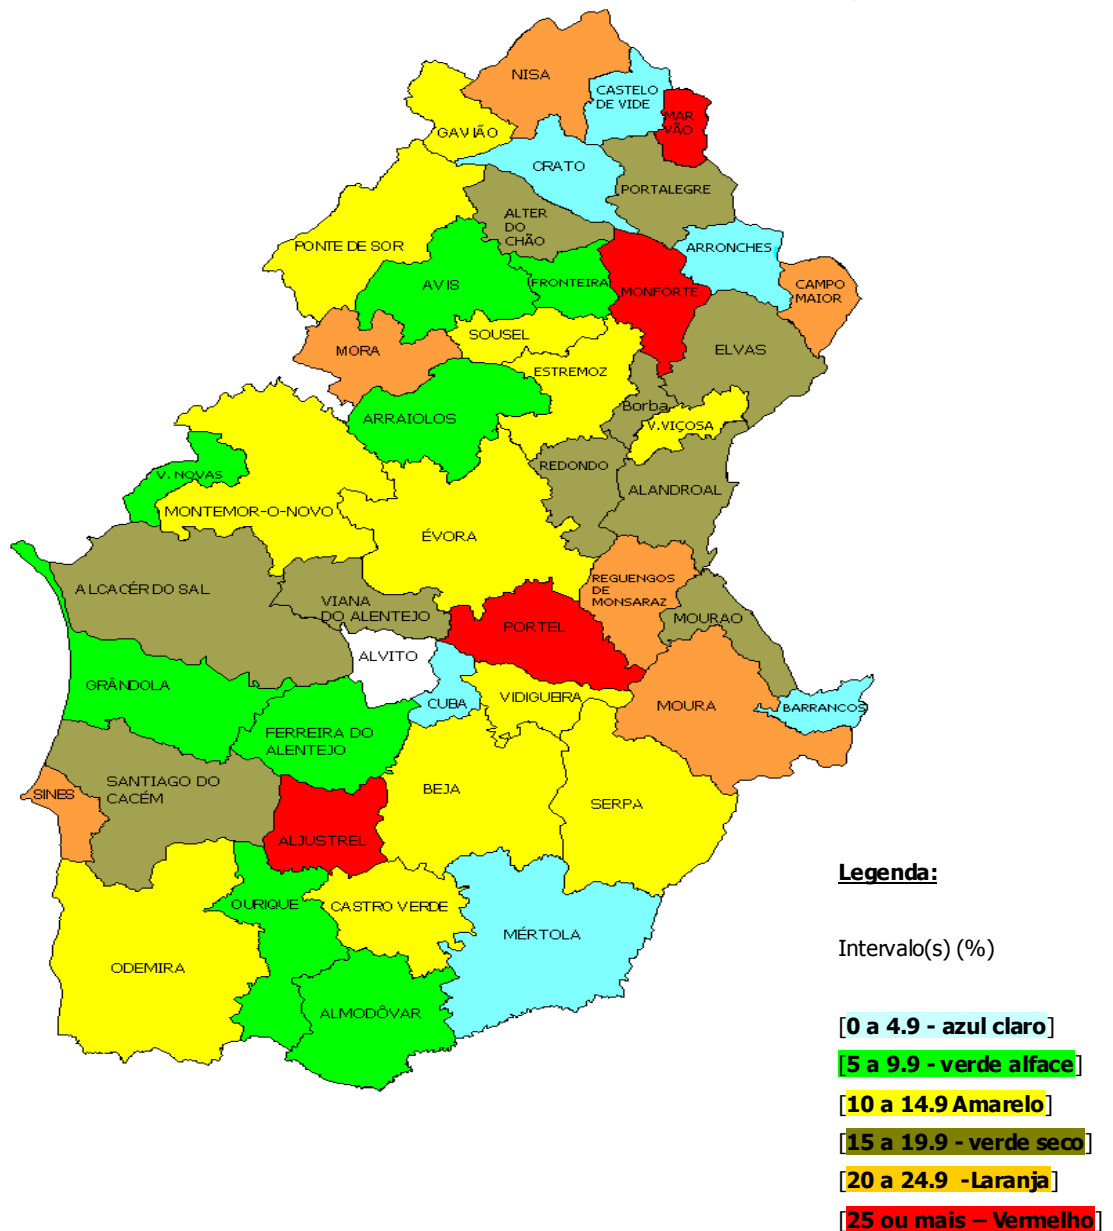 NISA
CASTELO
DE VIDE
MAR
VÃO
GAVIÃO
CRATO
PORTALEGRE
ALTER
DO
CHÃO
PONTE DE SOR
ARRONCHES
AVIS
FRONTEIRA
MONFORTE
CAMPO
MAIOR
SOUSEL
MORA
ELVAS
ESTREMOZ
Borba
ARRAIOLOS
V.VIÇOSA
REDONDO
V. NOVAS
ALANDROAL
MONTEMOR-O-NOVO
ÉVORA
ALCACÉR DO SAL
REGUENGOS
DE
MONSARAZ
VIANA
DO ALENTEJO
MOURAO
PORTEL
ALVITO
GRÂNDOLA
CUBA
VIDIGUEIRA
MOURA
BARRANCOS
FERREIRA DO
ALENTEJO
SANTIAGO DO
CACÉM
SINES
BEJA
SERPA
ALJUSTREL
OURIQUE
CASTRO VERDE
MÉRTOLA
ODEMIRA
ALMODÔVAR
Legenda:
Intervalo(s) (%)
[0 a 4.9 - azul claro]
[5 a 9.9 - verde alface]
[10 a 14.9 Amarelo]
[15 a 19.9 - verde seco]
[20 a 24.9 -Laranja]
[25 ou mais – Vermelho]